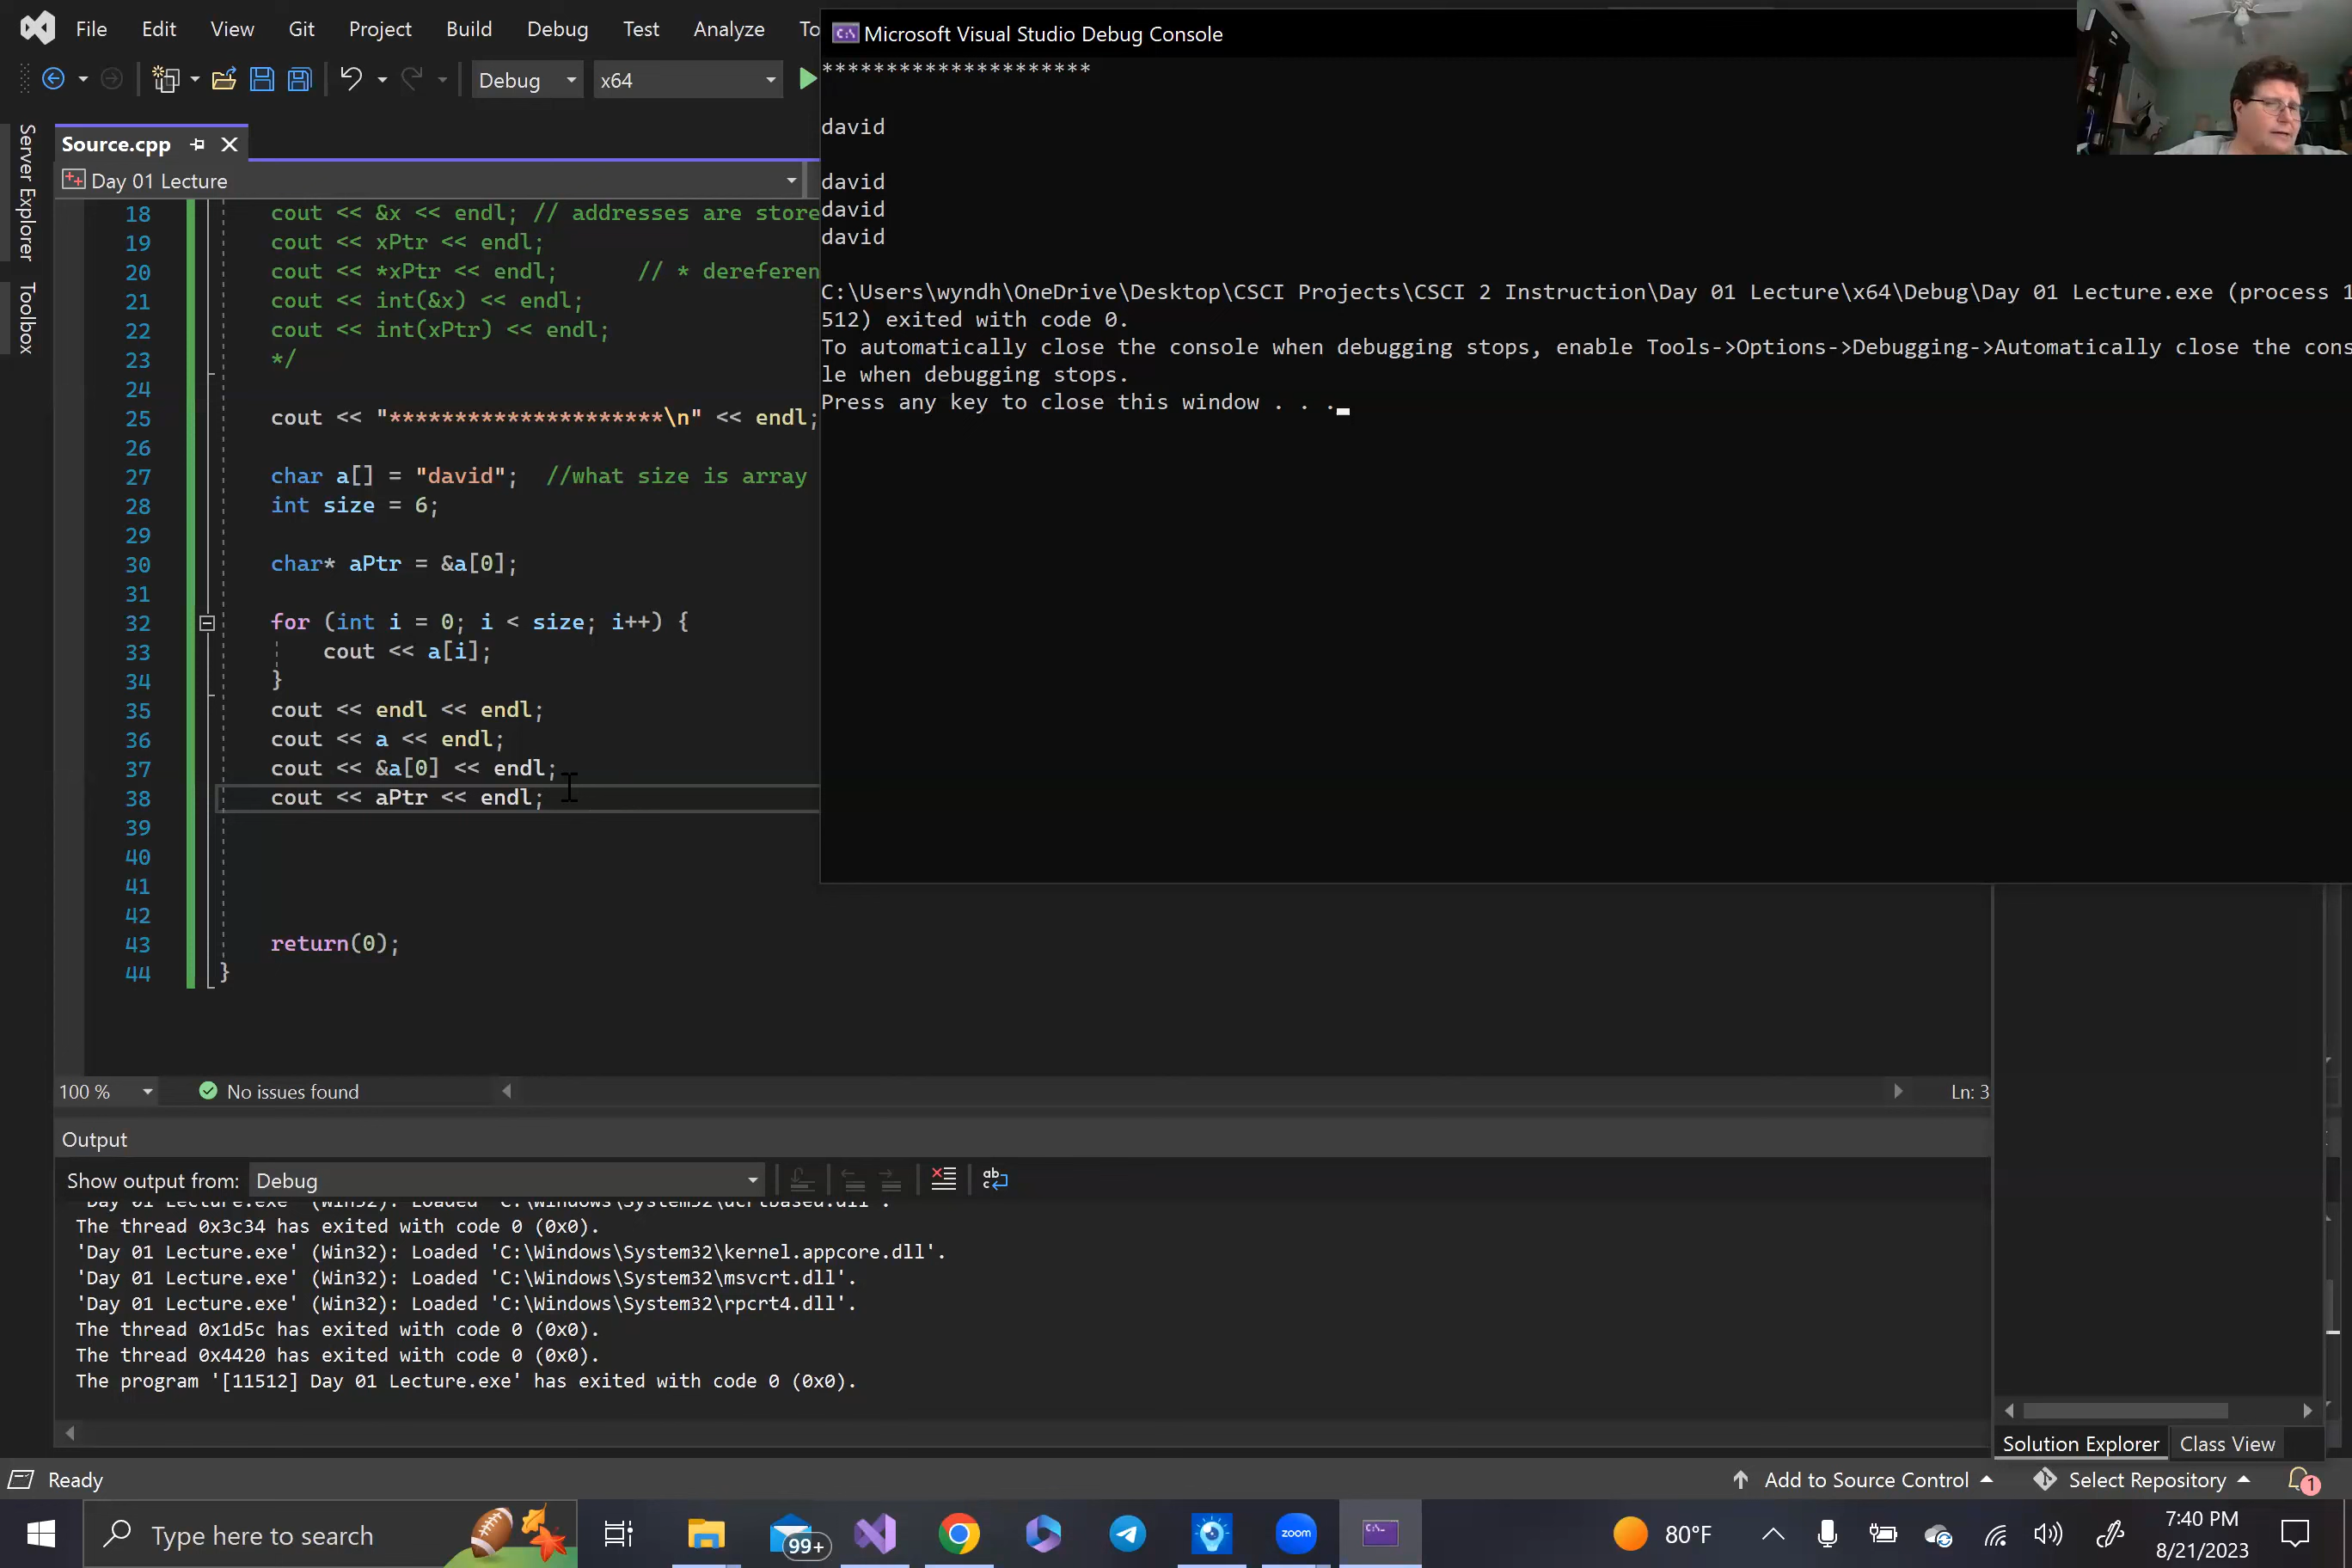 File Edit View Git Project Build Debug Test Analyze To
Debug x64
Server Explorer
Toolbox
Source.cpp
Day 01 Lecture
18 cout << &x << endl; // addresses are store
19 cout << xPtr << endl;
20 cout << *xPtr << endl; // * dereferen
21 cout << int(&x) << endl;
22 cout << int(xPtr) << endl;
23 */
24
25 cout << "*********************\n" << endl;
26
27 char a[] = "david"; //what size is array
28 int size = 6;
29
30 char* aPtr = &a[0];
31
32 for (int i = 0; i < size; i++) {
33 cout << a[i];
34 }
35 cout << endl << endl;
36 cout << a << endl;
37 cout << &a[0] << endl;
38 cout << aPtr << endl;
39
40
41
42
43 return(0);
44 }
Microsoft Visual Studio Debug Console
*********************
david
david
david
david
C:\Users\wyndh\OneDrive\Desktop\CSCI Projects\CSCI 2 Instruction\Day 01 Lecture\x64\Debug\Day 01 Lecture.exe (process 1
512) exited with code 0.
To automatically close the console when debugging stops, enable Tools->Options->Debugging->Automatically close the cons
le when debugging stops.
Press any key to close this window . . .
100 % No issues found Ln: 3
Output
Show output from: Debug
'Day 01 Lecture.exe' (Win32): Loaded 'C:\Windows\System32\ucrtbased.dll'.
The thread 0x3c34 has exited with code 0 (0x0).
'Day 01 Lecture.exe' (Win32): Loaded 'C:\Windows\System32\kernel.appcore.dll'.
'Day 01 Lecture.exe' (Win32): Loaded 'C:\Windows\System32\msvcrt.dll'.
'Day 01 Lecture.exe' (Win32): Loaded 'C:\Windows\System32\rpcrt4.dll'.
The thread 0x1d5c has exited with code 0 (0x0).
The thread 0x4420 has exited with code 0 (0x0).
The program '[11512] Day 01 Lecture.exe' has exited with code 0 (0x0).
Solution Explorer Class View
Ready Add to Source Control Select Repository 1
Type here to search 99+ zoom 80°F 7:40 PM
8/21/2023